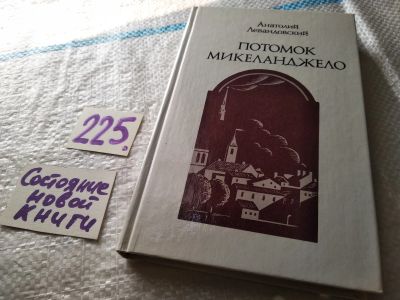 Анатолий
Левандовский
ПОТОМОК
МИКЕЛАНДЖЕЛО
225.
Состояние
новой
книги